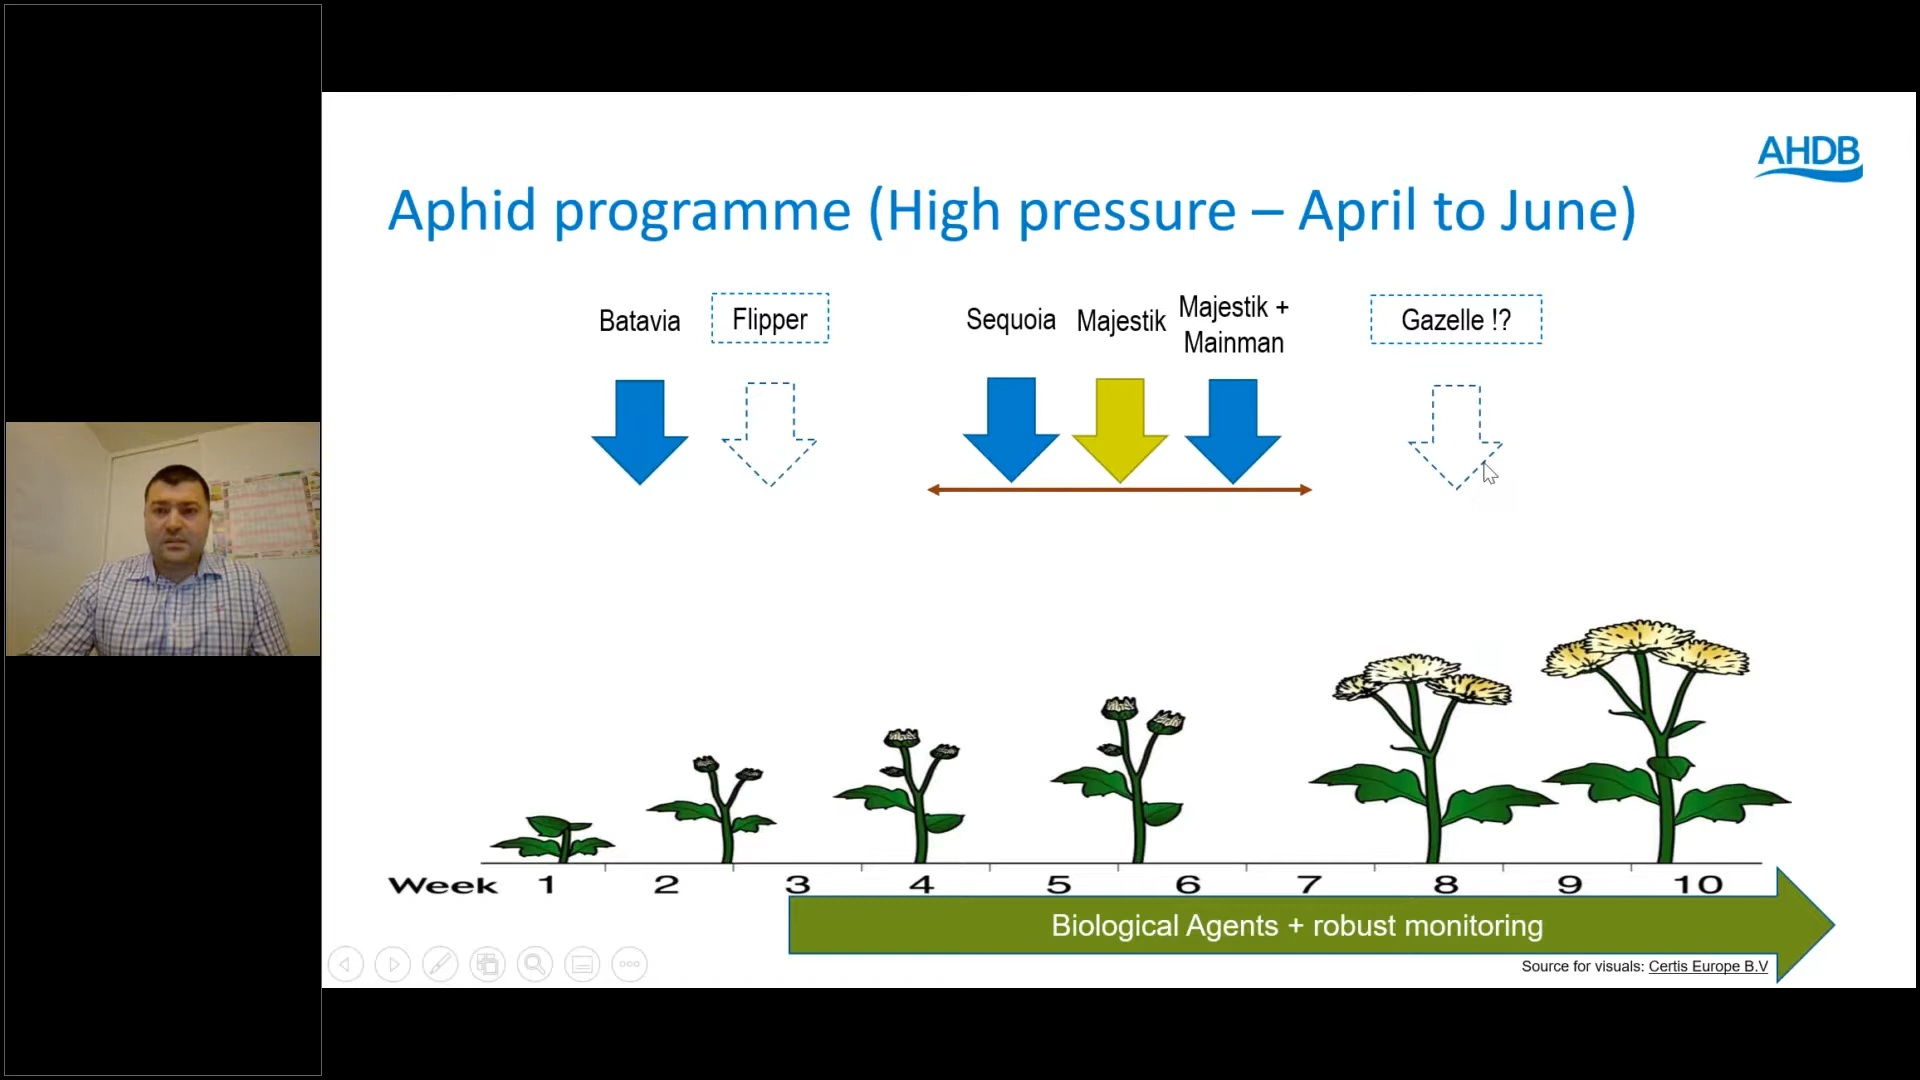 AHDB
Aphid programme (High pressure – April to June)
Batavia
Flipper
Sequoia
Majestik
Majestik +
Mainman
Gazelle !?
Week 1 2 3 4 5 6 7 8 9 10
Biological Agents + robust monitoring
Source for visuals: Certis Europe B.V